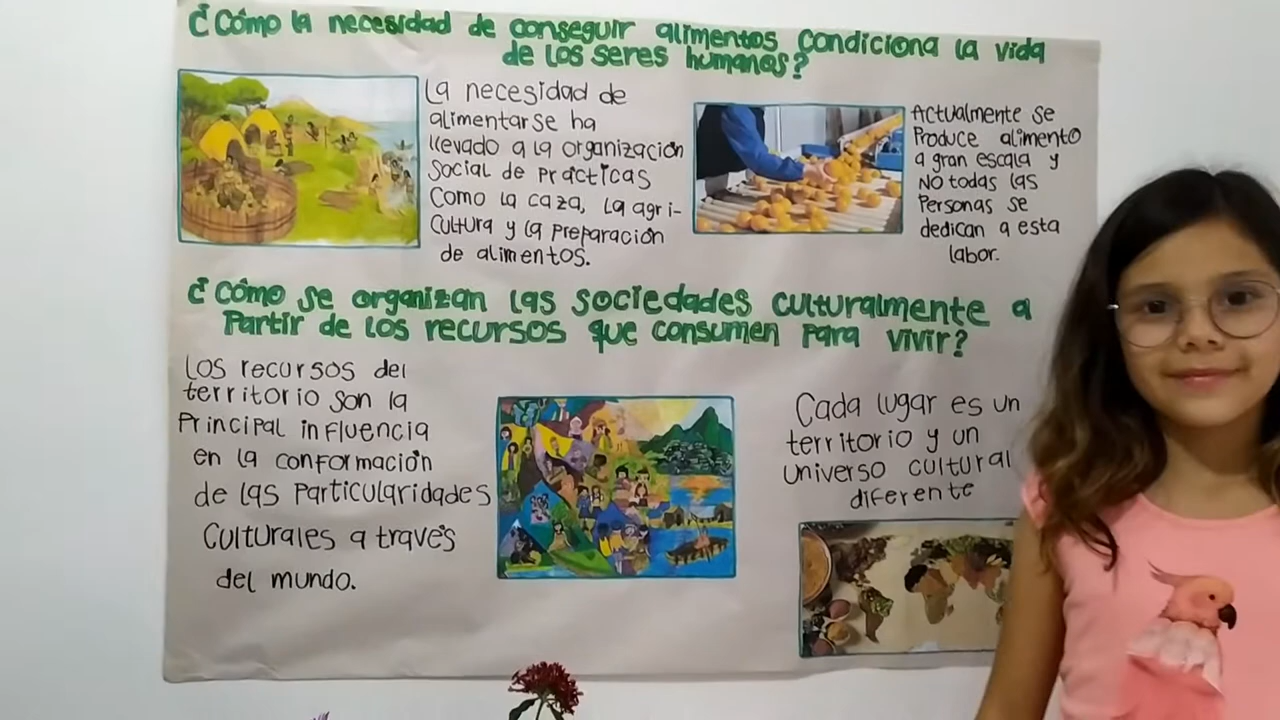 ¿Cómo la necesidad de conseguir alimentos condiciona la vida
de los seres humanos?
La necesidad de
alimentarse ha
llevado a la organización
social de prácticas
como la caza, la agri-
cultura y la preparación
de alimentos.
Actualmente se
produce alimento
a gran escala y
no todas las
personas se
dedican a esta
labor.
¿Cómo se organizan las sociedades culturalmente a
partir de los recursos que consumen para vivir?
Los recursos del
territorio son la
principal influencia
en la conformación
de las particularidades
culturales a través
del mundo.
Cada lugar es un
territorio y un
universo cultural
diferente